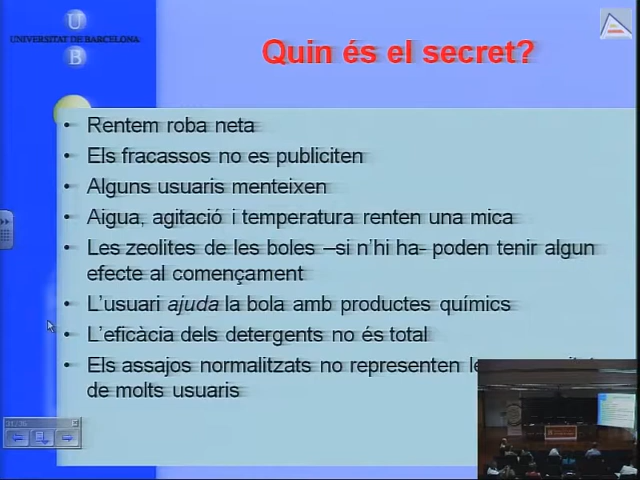 U
UNIVERSITAT DE BARCELONA
B
Quin és el secret?
• Rentem roba neta
• Els fracassos no es publiciten
• Alguns usuaris menteixen
• Aigua, agitació i temperatura renten una mica
• Les zeolites de les boles –si n'hi ha- poden tenir algun
efecte al començament
• L'usuari ajuda la bola amb productes químics
• L'eficàcia dels detergents no és total
• Els assajos normalitzats no representen
de molts usuaris